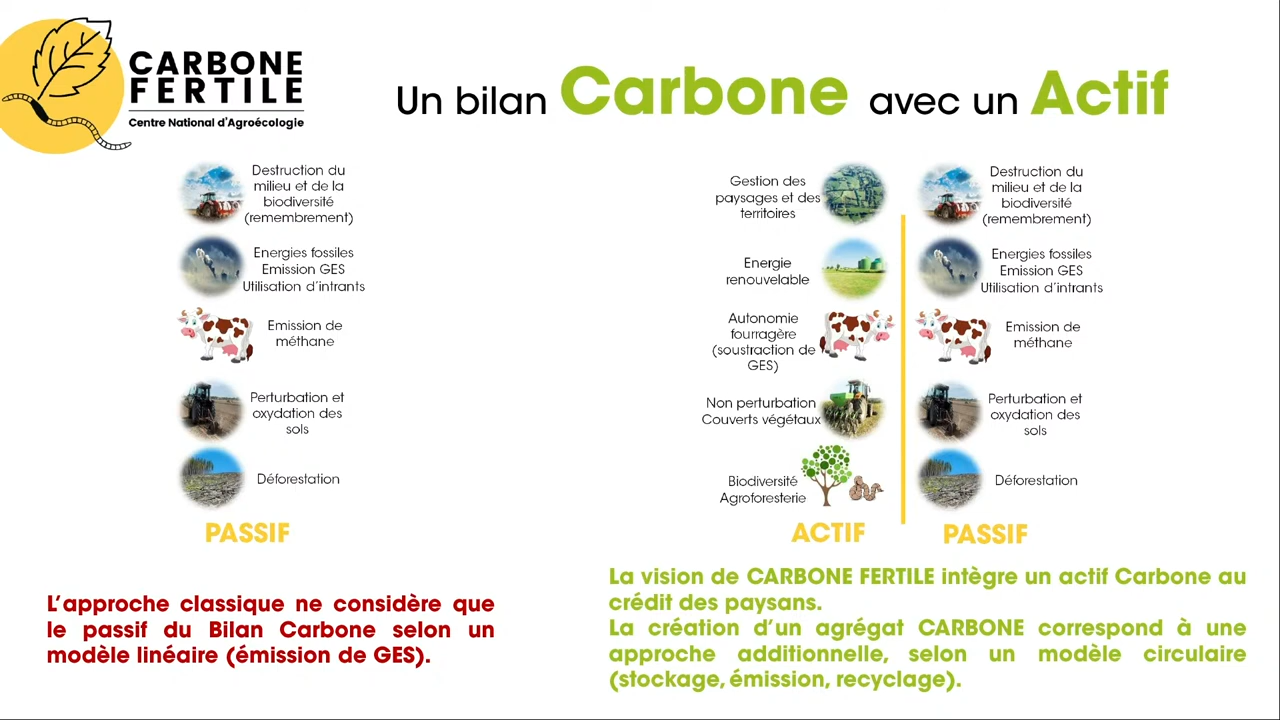 CARBONE
FERTILE
Centre National d'Agroécologie
Un bilan Carbone avec un Actif
Destruction du
milieu et de la
biodiversité
(remembrement)
Energies fossiles
Emission GES
Utilisation d'intrants
Emission de
méthane
Perturbation et
oxydation des
sols
Déforestation
PASSIF
L'approche classique ne considère que
le passif du Bilan Carbone selon un
modèle linéaire (émission de GES).
Gestion des
paysages et des
territoires
Energie
renouvelable
Autonomie
fourragère
(soustraction de
GES)
Non perturbation
Couverts végétaux
Biodiversité
Agroforesterie
ACTIF
Destruction du
milieu et de la
biodiversité
(remembrement)
Energies fossiles
Emission GES
Utilisation d'intrants
Emission de
méthane
Perturbation et
oxydation des
sols
Déforestation
PASSIF
La vision de CARBONE FERTILE intègre un actif Carbone au
crédit des paysans.
La création d'un agrégat CARBONE correspond à une
approche additionnelle, selon un modèle circulaire
(stockage, émission, recyclage).